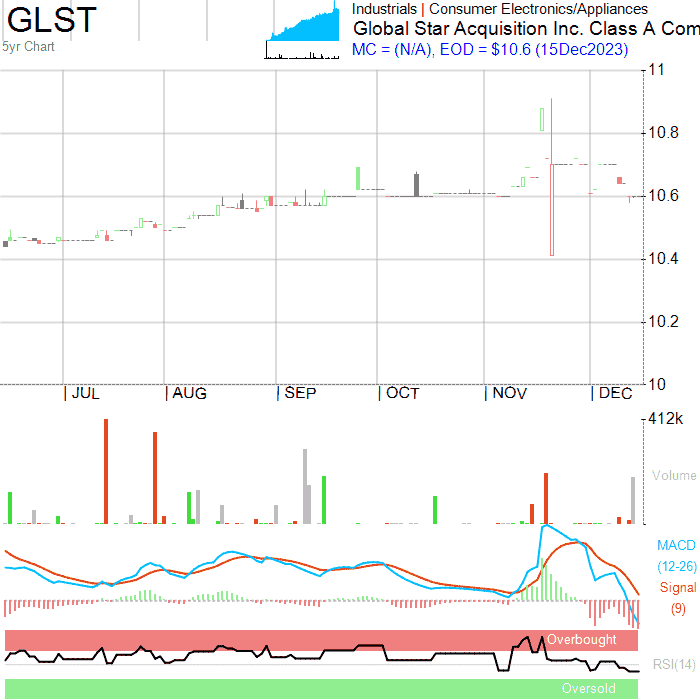 GLST
5yr Chart
Industrials | Consumer Electronics/Appliances
Global Star Acquisition Inc. Class A Com
MC = (N/A), EOD = $10.6 (15Dec2023)
11
10.8
10.6
10.4
10.2
10
JUL AUG SEP OCT NOV DEC
412k
Volume
MACD
(12-26)
Signal
(9)
Overbought
RSI(14)
Oversold